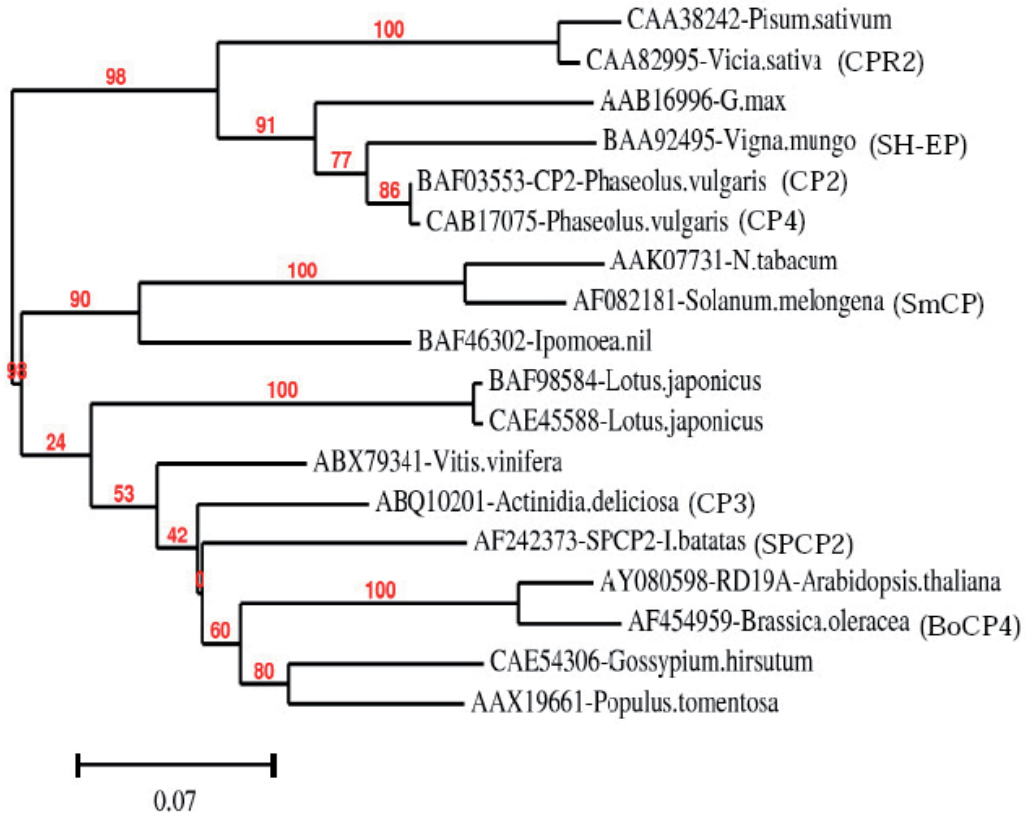 100
CAA38242-Pisum.sativum
CAA82995-Vicia.sativa (CPR2)
98
AAB16996-G.max
91
BAA92495-Vigna.mungo (SH-EP)
77
BAF03553-CP2-Phaseolus.vulgaris (CP2)
86
CAB17075-Phaseolus.vulgaris (CP4)
AAK07731-N.tabacum
100
AF082181-Solanum.melongena (SmCP)
90
BAF46302-Ipomoea.nil
98
BAF98584-Lotus.japonicus
100
CAE45588-Lotus.japonicus
24
ABX79341-Vitis.vinifera
53
ABQ10201-Actinidia.deliciosa (CP3)
42
AF242373-SPCP2-I.batatas (SPCP2)
AY080598-RD19A-Arabidopsis.thaliana
100
AF454959-Brassica.oleracea (BoCP4)
60
CAE54306-Gossypium.hirsutum
80
AAX19661-Populus.tomentosa
0.07